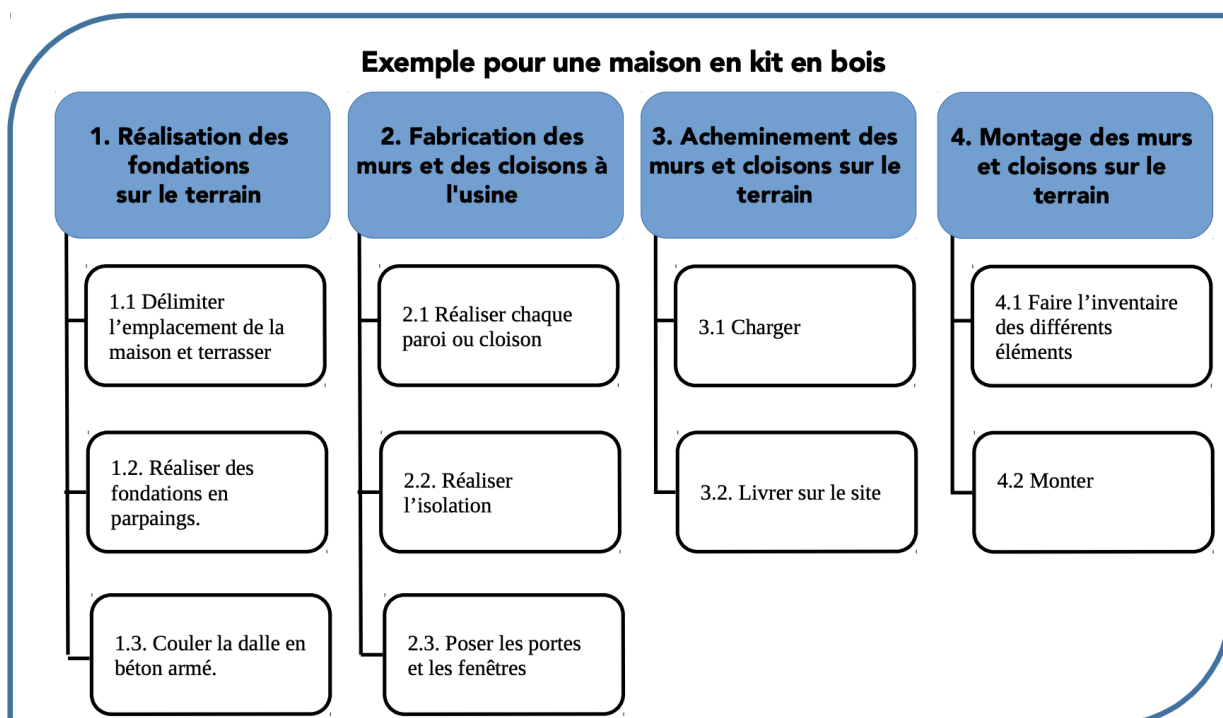 Exemple pour une maison en kit en bois
1. Réalisation des
fondations
sur le terrain
2. Fabrication des
murs et des cloisons à
l'usine
3. Acheminement des
murs et cloisons sur le
terrain
4. Montage des murs
et cloisons sur le
terrain
1.1 Délimiter
l’emplacement de la
maison et terrasser
2.1 Réaliser chaque
paroi ou cloison
3.1 Charger
4.1 Faire l’inventaire
des différents
éléments
1.2. Réaliser des
fondations en
parpaings.
2.2. Réaliser
l’isolation
3.2. Livrer sur le site
4.2 Monter
1.3. Couler la dalle en
béton armé.
2.3. Poser les portes
et les fenêtres